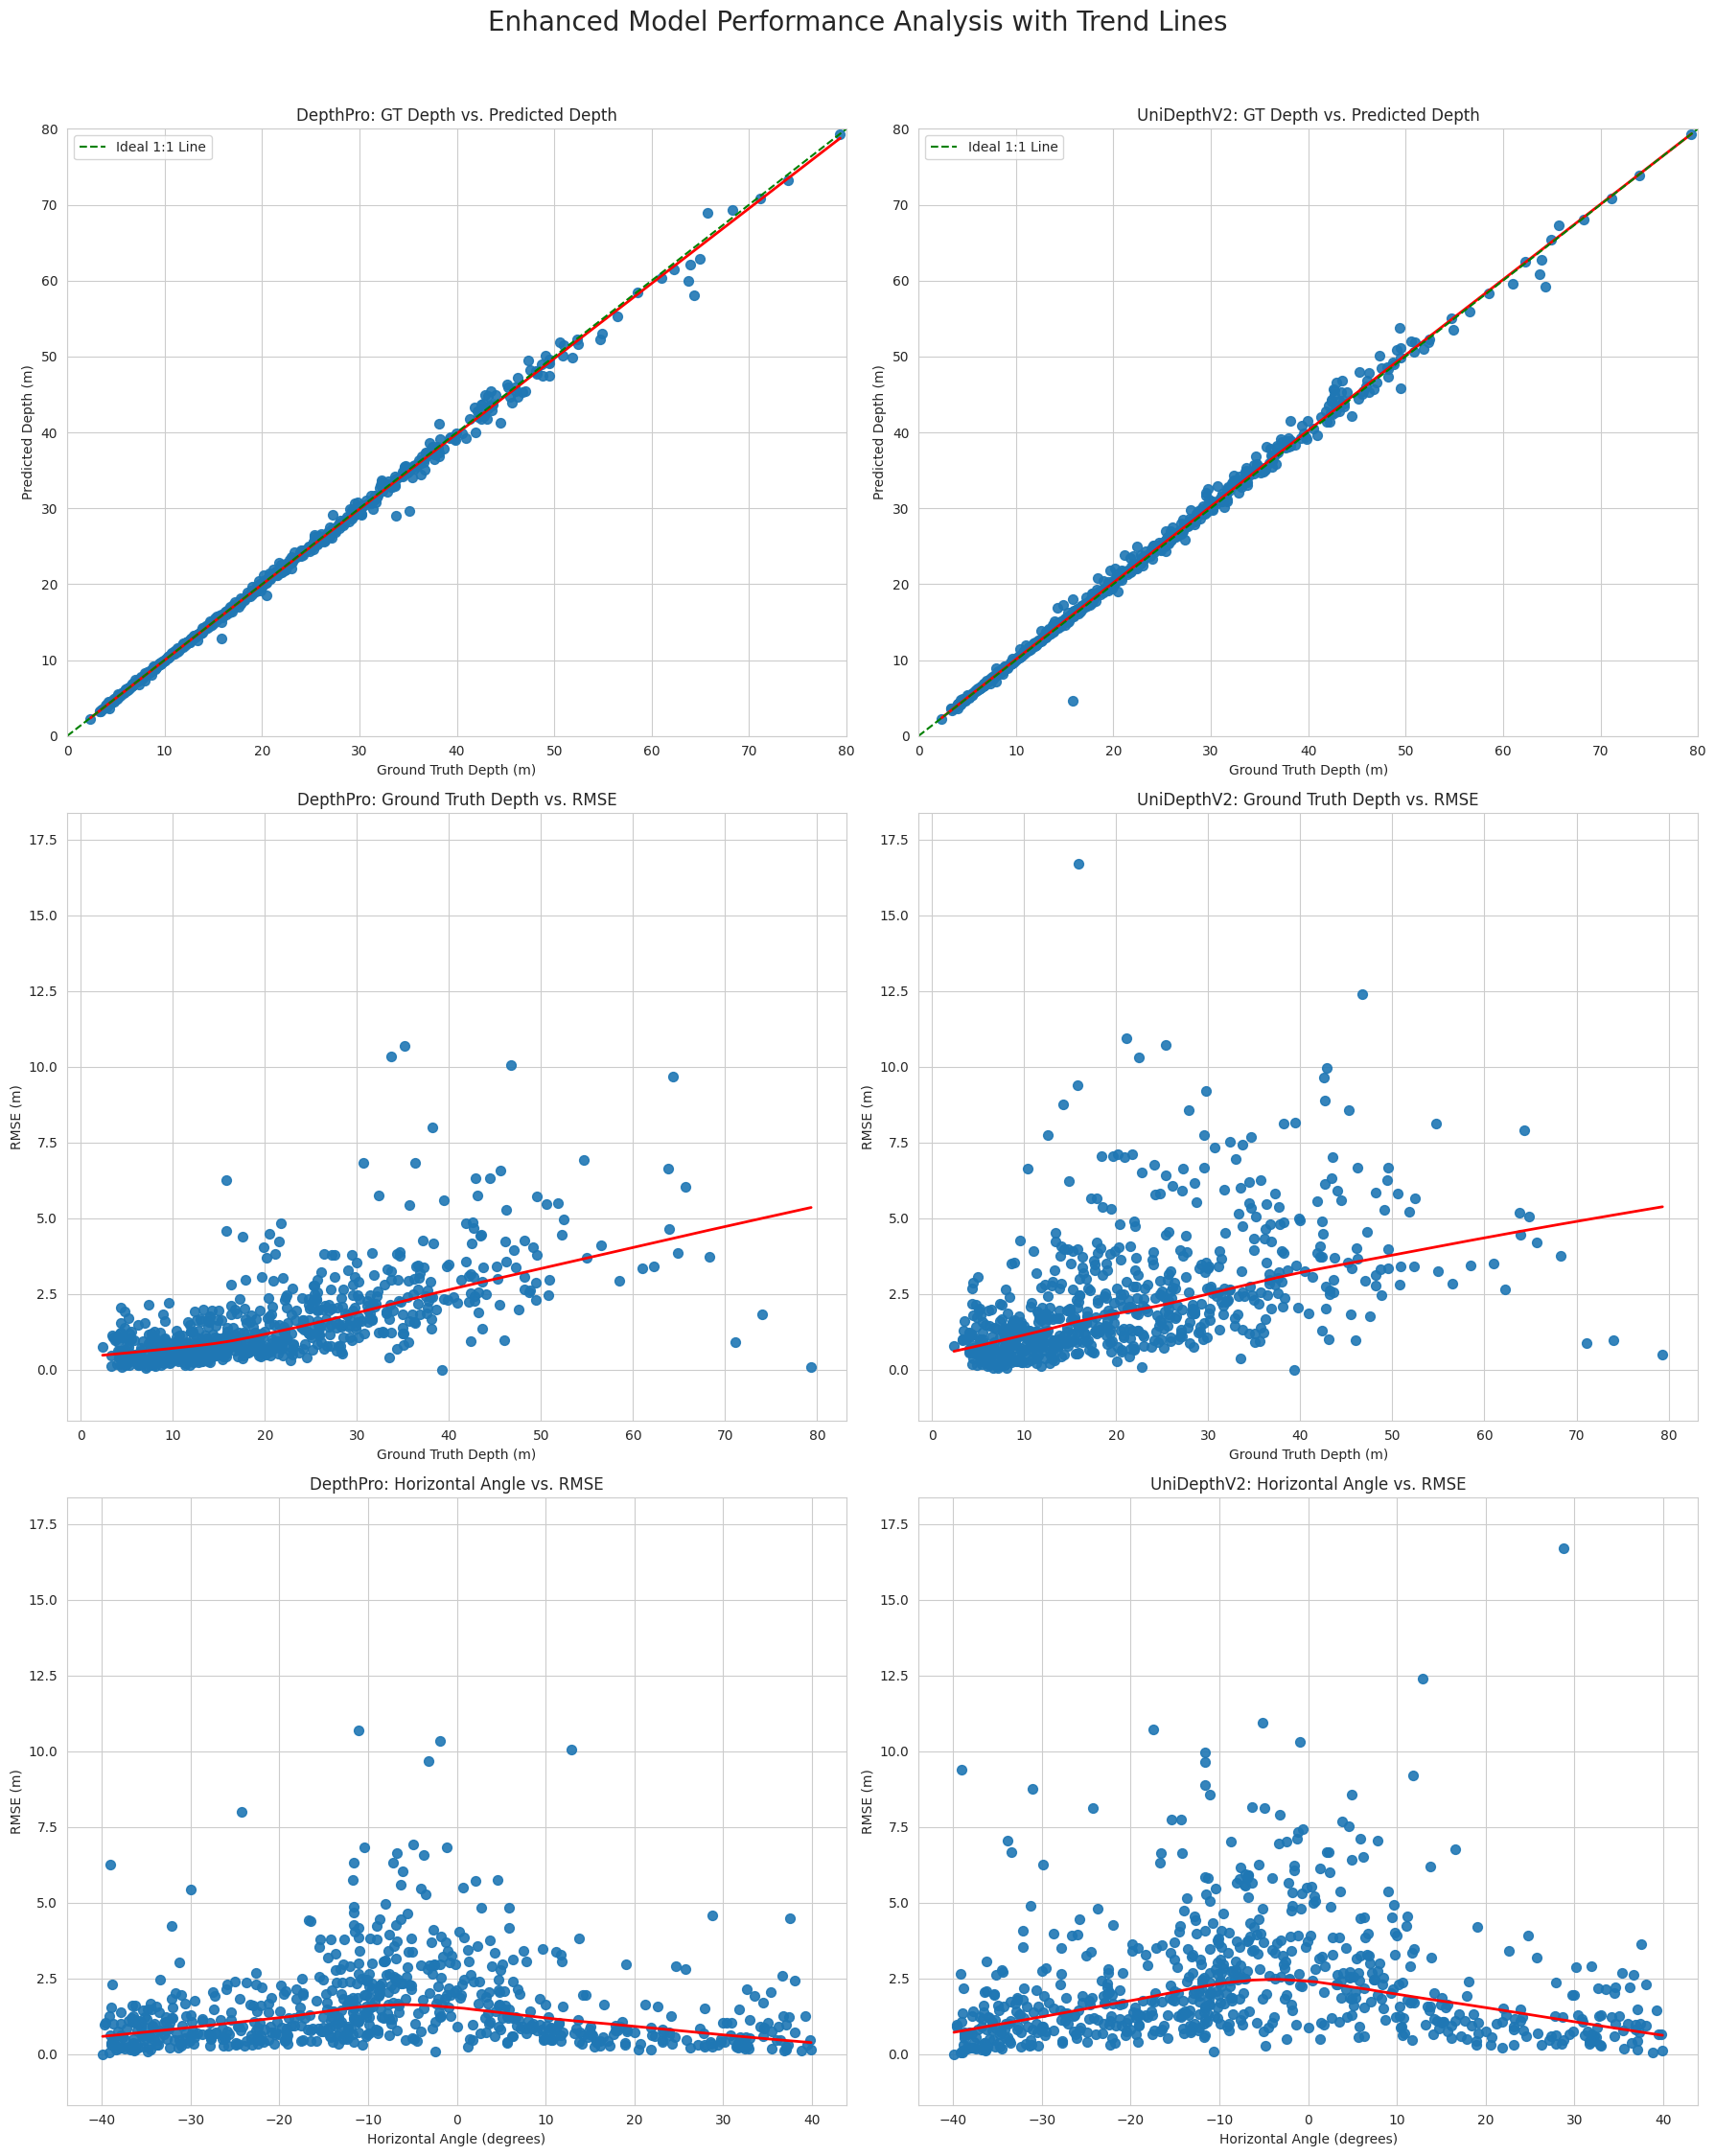 Enhanced Model Performance Analysis with Trend Lines
DepthPro: GT Depth vs. Predicted Depth
Ideal 1:1 Line
Predicted Depth (m)
80
70
60
50
40
30
20
10
0
0 10 20 30 40 50 60 70 80
Ground Truth Depth (m)
UniDepthV2: GT Depth vs. Predicted Depth
Ideal 1:1 Line
Predicted Depth (m)
80
70
60
50
40
30
20
10
0
0 10 20 30 40 50 60 70 80
Ground Truth Depth (m)
DepthPro: Ground Truth Depth vs. RMSE
RMSE (m)
17.5
15.0
12.5
10.0
7.5
5.0
2.5
0.0
0 10 20 30 40 50 60 70 80
Ground Truth Depth (m)
UniDepthV2: Ground Truth Depth vs. RMSE
RMSE (m)
17.5
15.0
12.5
10.0
7.5
5.0
2.5
0.0
0 10 20 30 40 50 60 70 80
Ground Truth Depth (m)
DepthPro: Horizontal Angle vs. RMSE
RMSE (m)
17.5
15.0
12.5
10.0
7.5
5.0
2.5
0.0
−40 −30 −20 −10 0 10 20 30 40
Horizontal Angle (degrees)
UniDepthV2: Horizontal Angle vs. RMSE
RMSE (m)
17.5
15.0
12.5
10.0
7.5
5.0
2.5
0.0
−40 −30 −20 −10 0 10 20 30 40
Horizontal Angle (degrees)